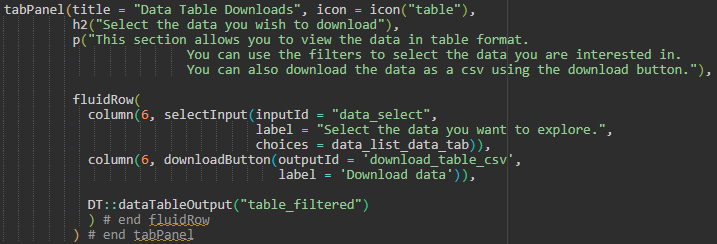 tabPanel(title = "Data Table Downloads", icon = icon("table"),
h2("Select the data you wish to download"),
p("This section allows you to view the data in table format.
You can use the filters to select the data you are interested in.
You can also download the data as a csv using the download button."),
fluidRow(
column(6, selectInput(inputId = "data_select",
label = "Select the data you want to explore.",
choices = data_list_data_tab)),
column(6, downloadButton(outputId = 'download_table_csv',
label = 'Download data')),
DT::dataTableOutput("table_filtered")
) # end fluidRow
) # end tabPanel